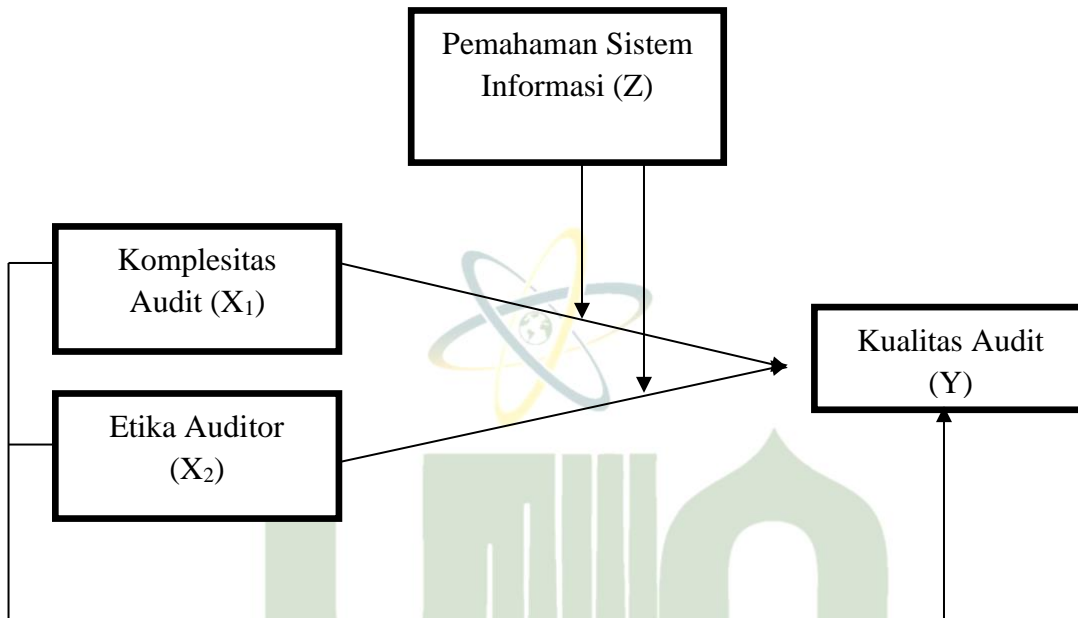 Pemahaman Sistem
Informasi (Z)
Komplesitas
Audit (X₁)
Kualitas Audit
(Y)
Etika Auditor
(X₂)